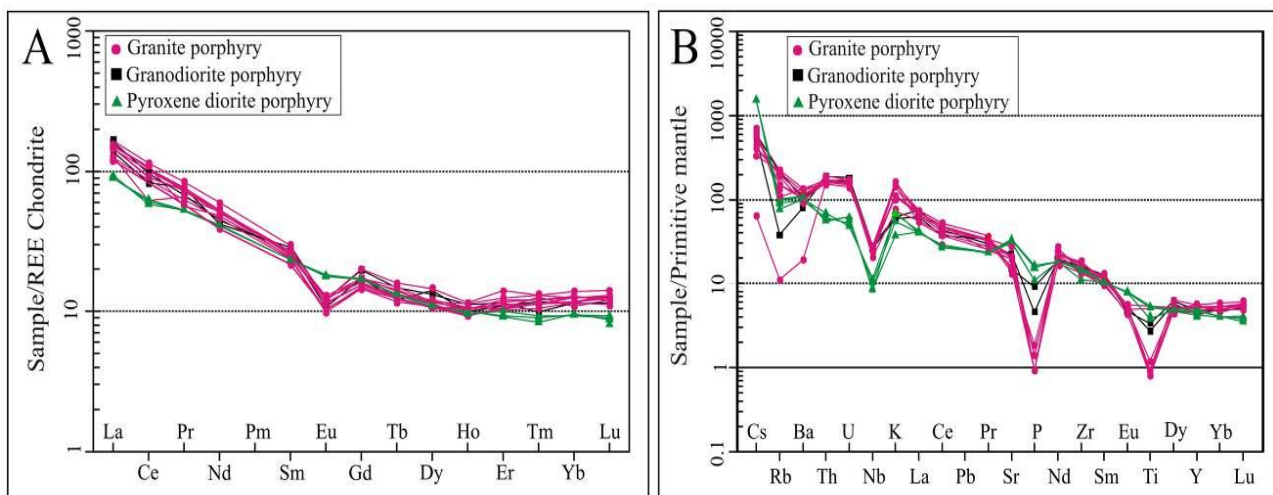 A
1000
100
10
1
Sample/REE Chondrite
Granite porphyry
Granodiorite porphyry
Pyroxene diorite porphyry
La Pr Pm Eu Tb Ho Tm Lu
Ce Nd Sm Gd Dy Er Yb
B
10000
1000
100
10
1
0.1
Sample/Primitive mantle
Granite porphyry
Granodiorite porphyry
Pyroxene diorite porphyry
Cs Ba U K Ce Pr P Zr Eu Dy Yb
Rb Th Nb La Pb Sr Nd Sm Ti Y Lu